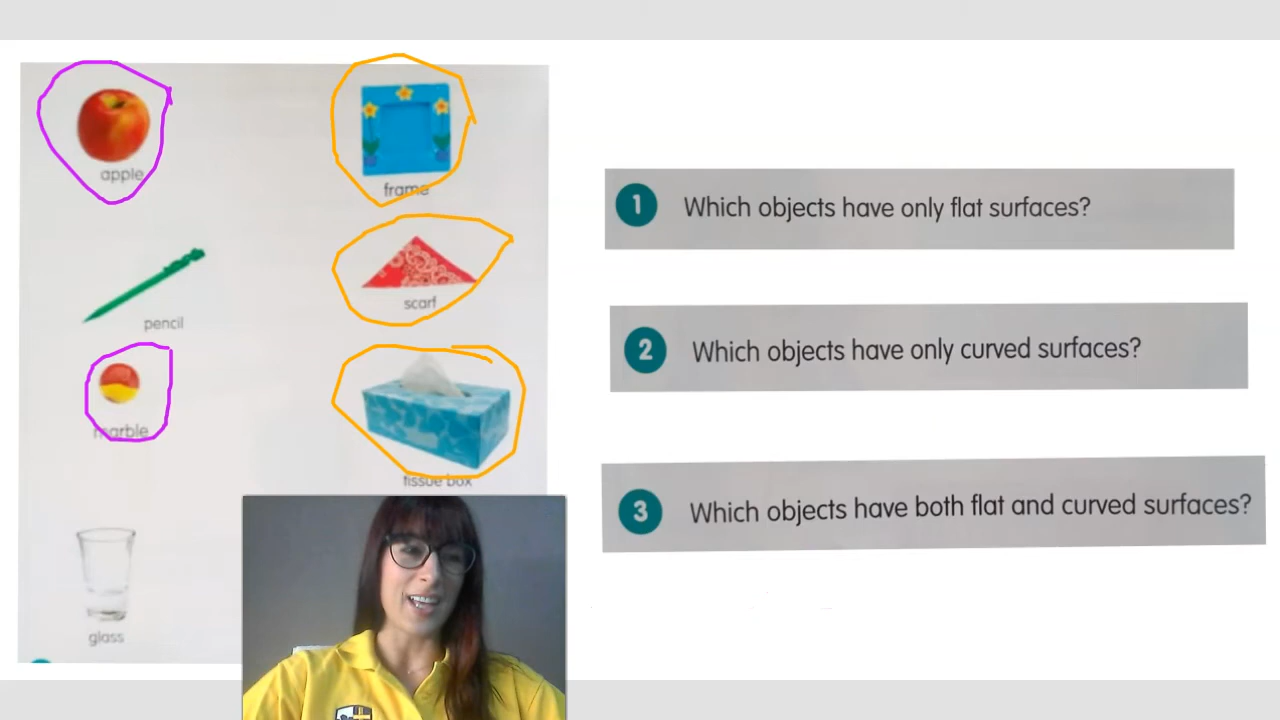 apple
frame
pencil
scarf
marble
tissue box
glass
1 Which objects have only flat surfaces?
2 Which objects have only curved surfaces?
3 Which objects have both flat and curved surfaces?